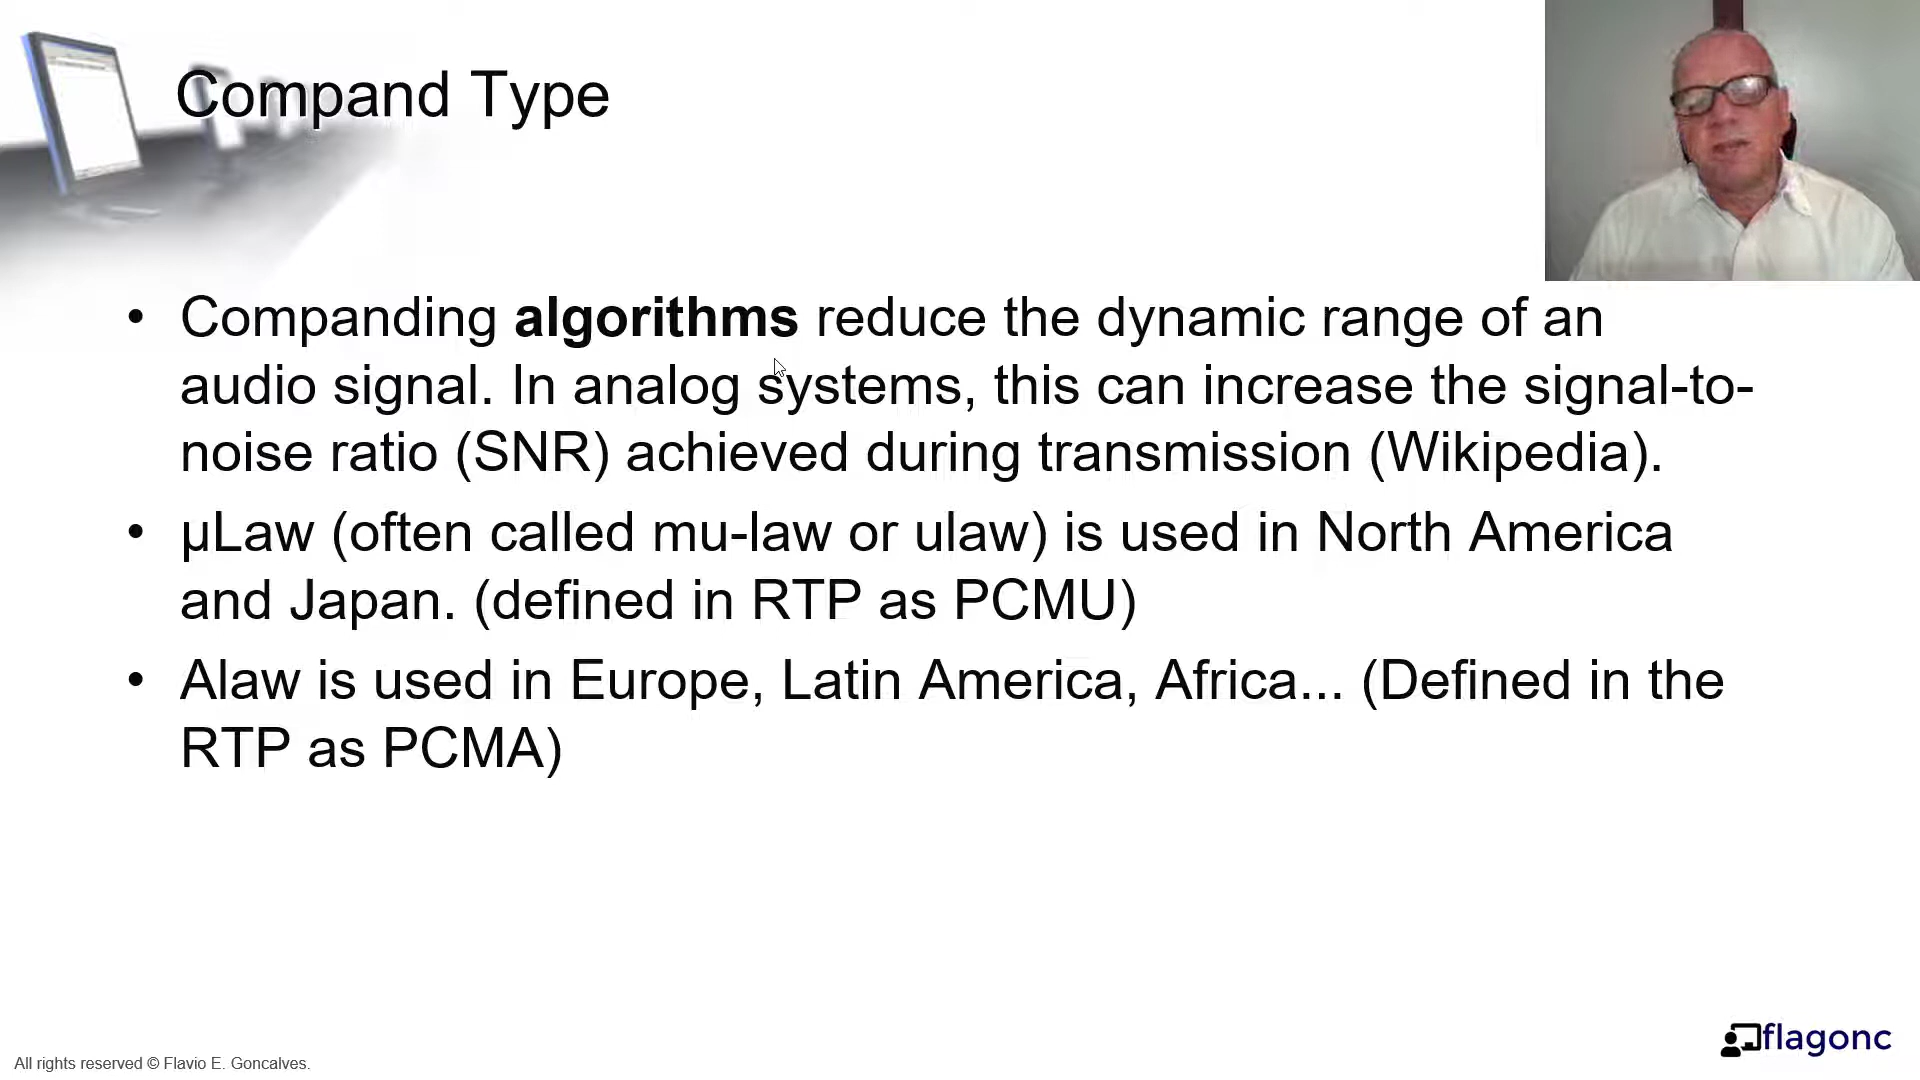 Compand Type
• Companding algorithms reduce the dynamic range of an
audio signal. In analog systems, this can increase the signal-to-
noise ratio (SNR) achieved during transmission (Wikipedia).
• µLaw (often called mu-law or ulaw) is used in North America
and Japan. (defined in RTP as PCMU)
• Alaw is used in Europe, Latin America, Africa... (Defined in the
RTP as PCMA)
flagonc
All rights reserved © Flavio E. Goncalves.